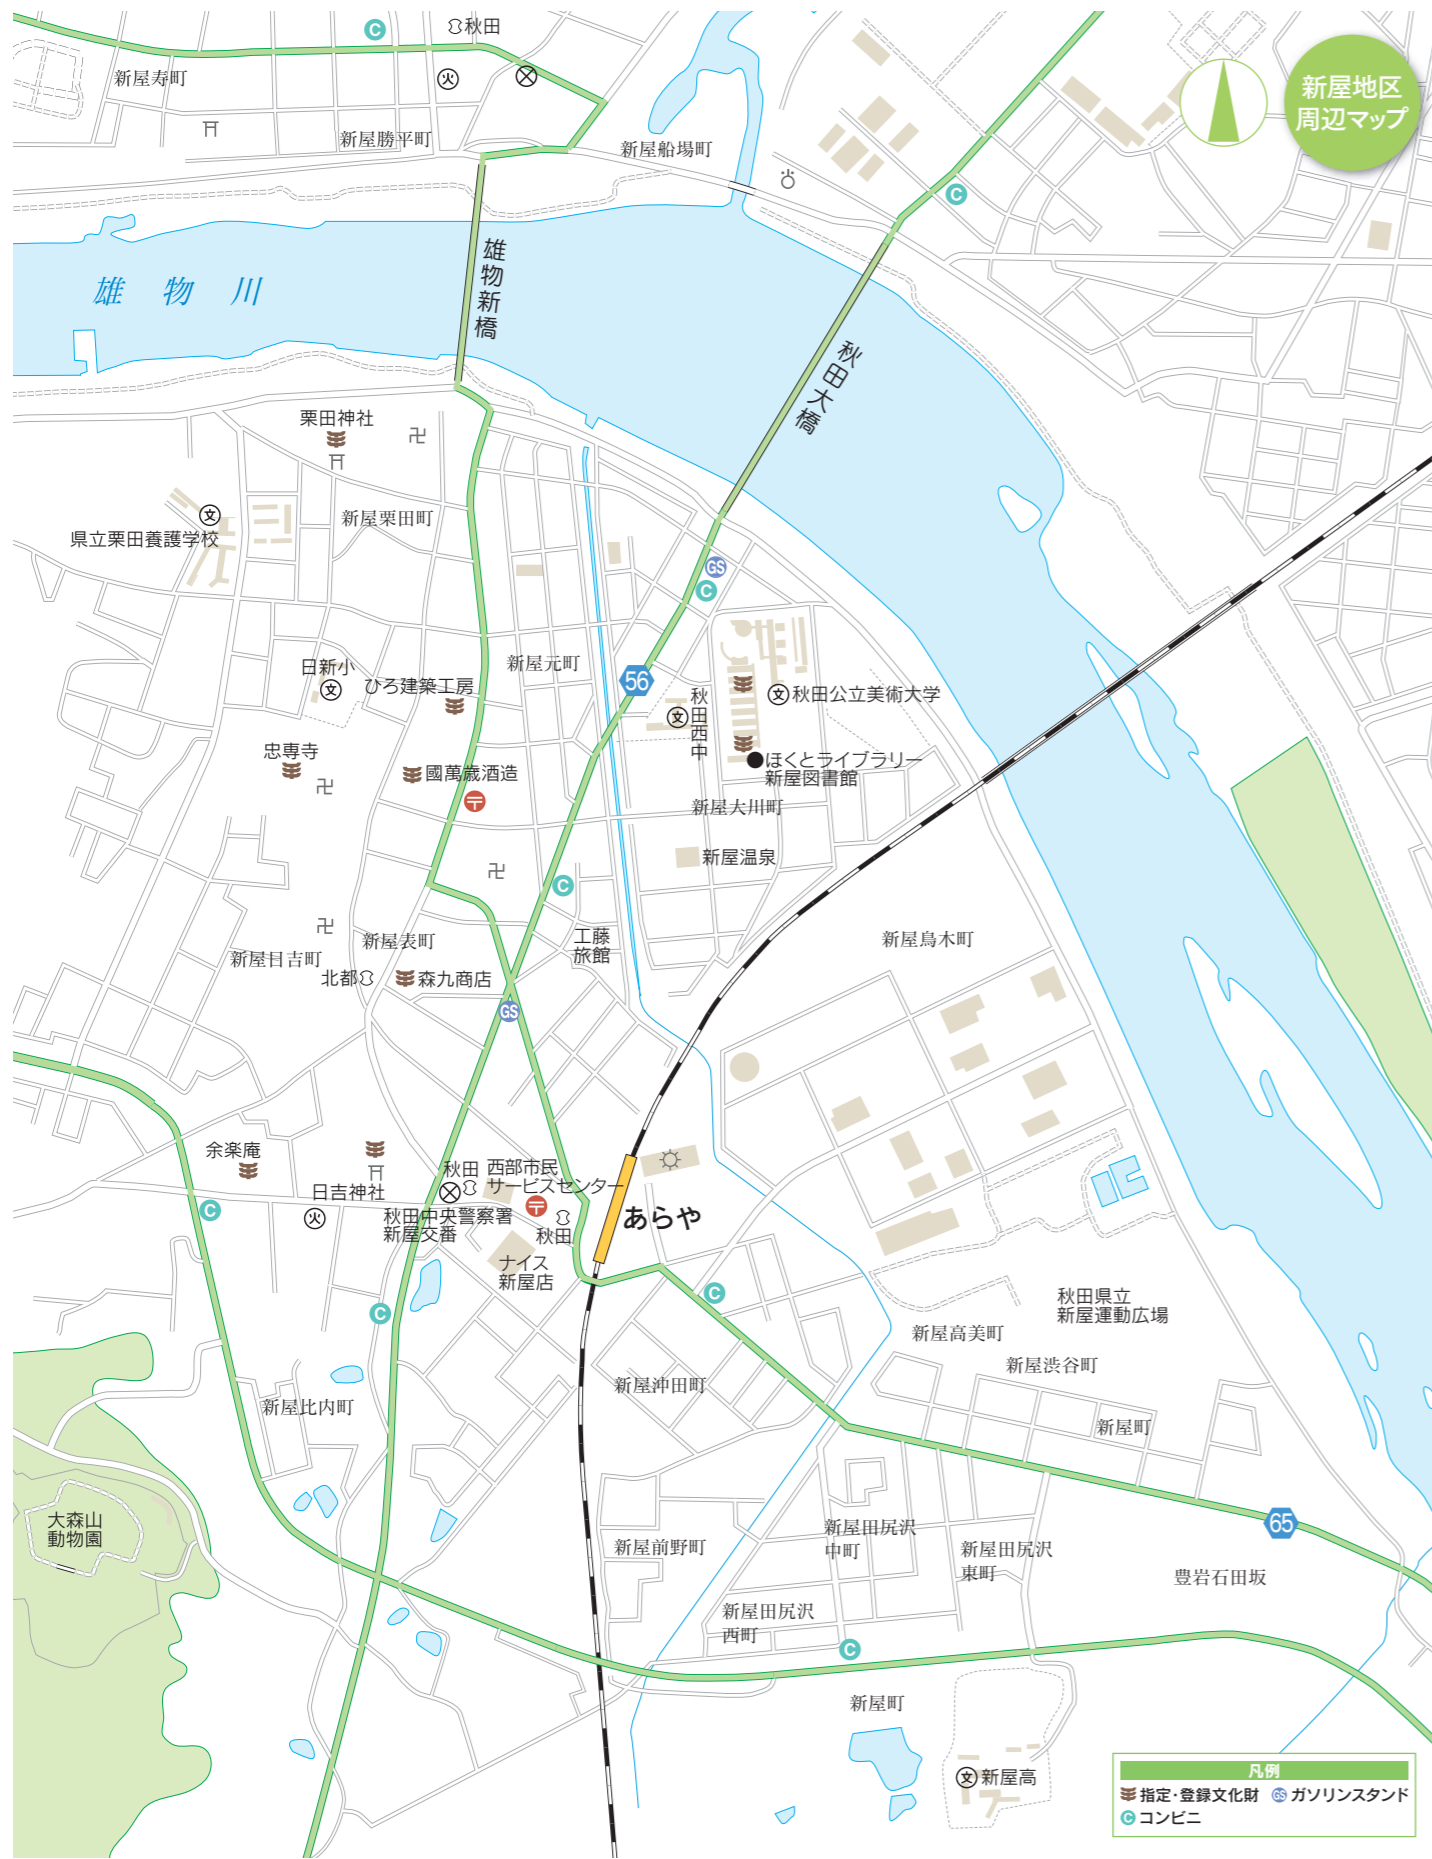 新屋地区
周辺マップ
C
秋田
新屋寿町
火
新屋勝平町
新屋船場町
C
雄物川
雄物新橋
秋田大橋
栗田神社
文
新屋栗田町
県立栗田養護学校
GS
C
日新小
文
ひろ建築工房
新屋元町
56
秋田西中
文
文
秋田公立美術大学
忠専寺
國萬歳酒造
〒
ほくとライブラリー
新屋図書館
新屋大川町
新屋温泉
C
新屋日吉町
新屋表町
工藤
旅館
新屋鳥木町
北都
森九商店
GS
余楽庵
日吉神社
火
C
秋田
西部市民
サービスセンター
〒
秋田中央警察署
新屋交番
秋田
あらや
ナイス
新屋店
C
C
秋田県立
新屋運動広場
新屋高美町
新屋渋谷町
新屋沖田町
新屋比内町
新屋町
大森山
動物園
65
新屋前野町
新屋田尻沢
中町
新屋田尻沢
東町
豊岩石田坂
新屋田尻沢
西町
C
新屋町
文
新屋高
凡例
指定・登録文化財
GS ガソリンスタンド
C コンビニ